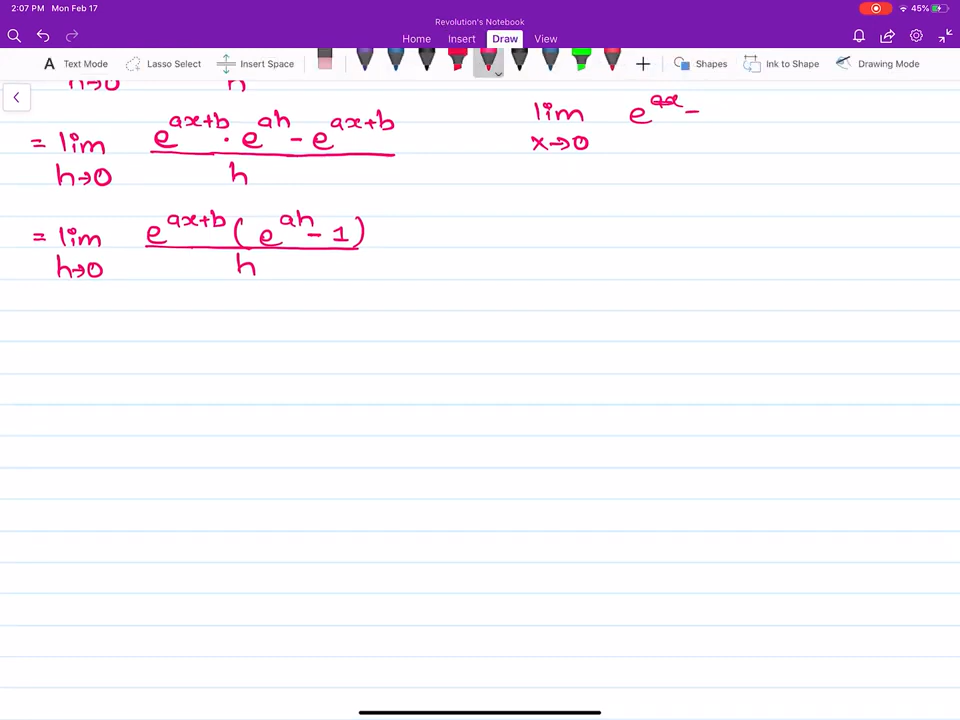 2:07 PM Mon Feb 17
45%
Revolution's Notebook
Home Insert Draw View
A Text Mode Lasso Select Insert Space Shapes Ink to Shape Drawing Mode
h→0 h
= lim e^{ax+b} · e^{ah} - e^{ax+b}
h→0 h
= lim e^{ax+b} ( e^{ah} - 1 )
h→0 h
lim e^{ax} -
x→0